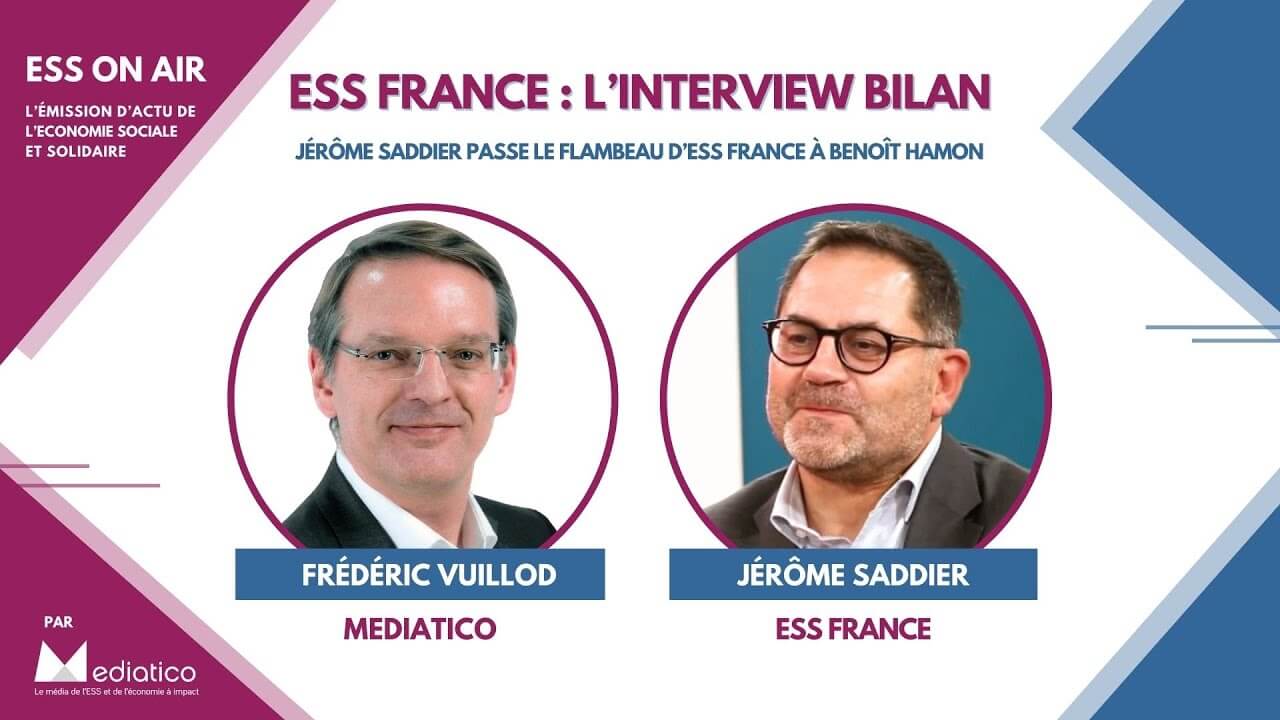 ESS ON AIR
L'ÉMISSION D'ACTU DE
L'ECONOMIE SOCIALE
ET SOLIDAIRE
ESS FRANCE : L'INTERVIEW BILAN
JÉRÔME SADDIER PASSE LE FLAMBEAU D'ESS FRANCE À BENOÎT HAMON
FRÉDÉRIC VUILLOD
MEDIATICO
JÉRÔME SADDIER
ESS FRANCE
PAR
Mediatico
Le média de l'ESS et de l'économie à impact